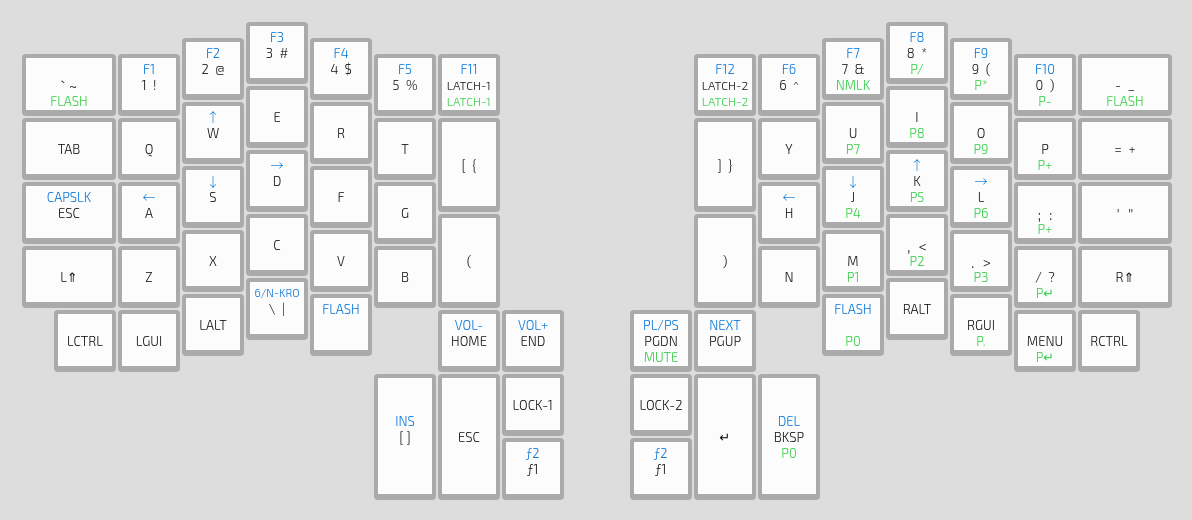 ` ~
FLASH
F1
1 !
F2
2 @
F3
3 #
F4
4 $
F5
5 %
F11
LATCH-1
LATCH-1
TAB
Q
↑
W
E
R
T
[ {
CAPSLK
ESC
←
A
↓
S
→
D
F
G
L⇑
Z
X
C
V
B
(
LCTRL
LGUI
LALT
6/N-KRO
\ |
FLASH
VOL-
HOME
VOL+
END
INS
[ ]
ESC
LOCK-1
ƒ2
ƒ1
F12
LATCH-2
LATCH-2
F6
6 ^
F7
7 &
NMLK
F8
8 *
P/
F9
9 (
P*
F10
0 )
P-
- _
FLASH
] }
Y
U
P7
I
P8
O
P9
P
P+
= +
←
H
↓
J
P4
↑
K
P5
→
L
P6
; :
P+
' "
)
N
M
P1
, <
P2
. >
P3
/ ?
P↵
R⇑
PL/PS
PGDN
MUTE
NEXT
PGUP
FLASH
P0
RALT
RGUI
P.
MENU
P↵
RCTRL
LOCK-2
ƒ2
ƒ1
↵
DEL
BKSP
P0